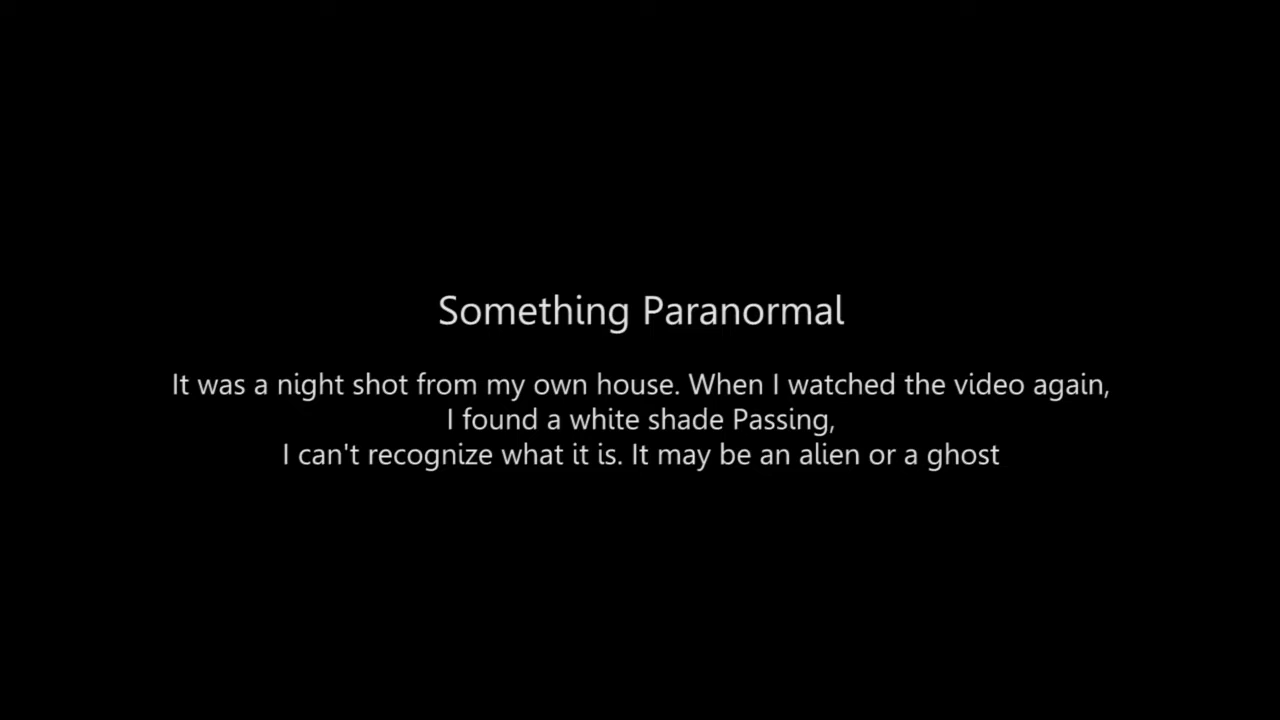 Something Paranormal
It was a night shot from my own house. When I watched the video again,
I found a white shade Passing,
I can't recognize what it is. It may be an alien or a ghost